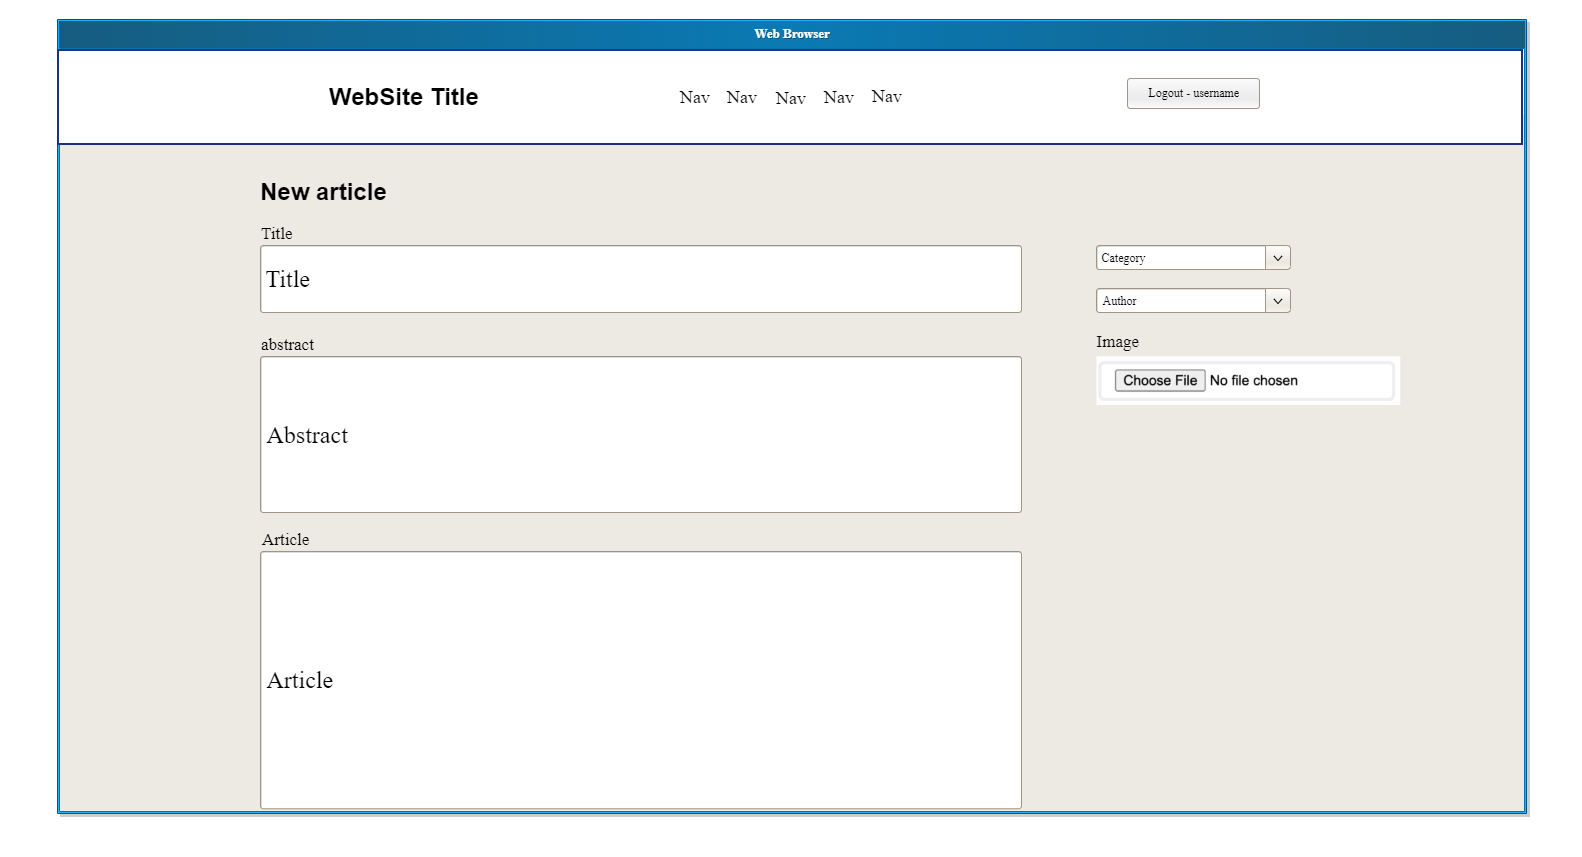 Web Browser
WebSite Title
Nav Nav Nav Nav Nav
Logout - username
New article
Title
Title
Category
Author
abstract
Abstract
Image
Choose File No file chosen
Article
Article